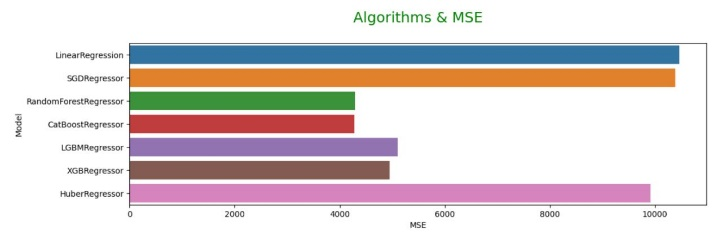 Algorithms & MSE
Model
LinearRegression
SGDRegressor
RandomForestRegressor
CatBoostRegressor
LGBMRegressor
XGBRegressor
HuberRegressor
0 2000 4000 6000 8000 10000
MSE